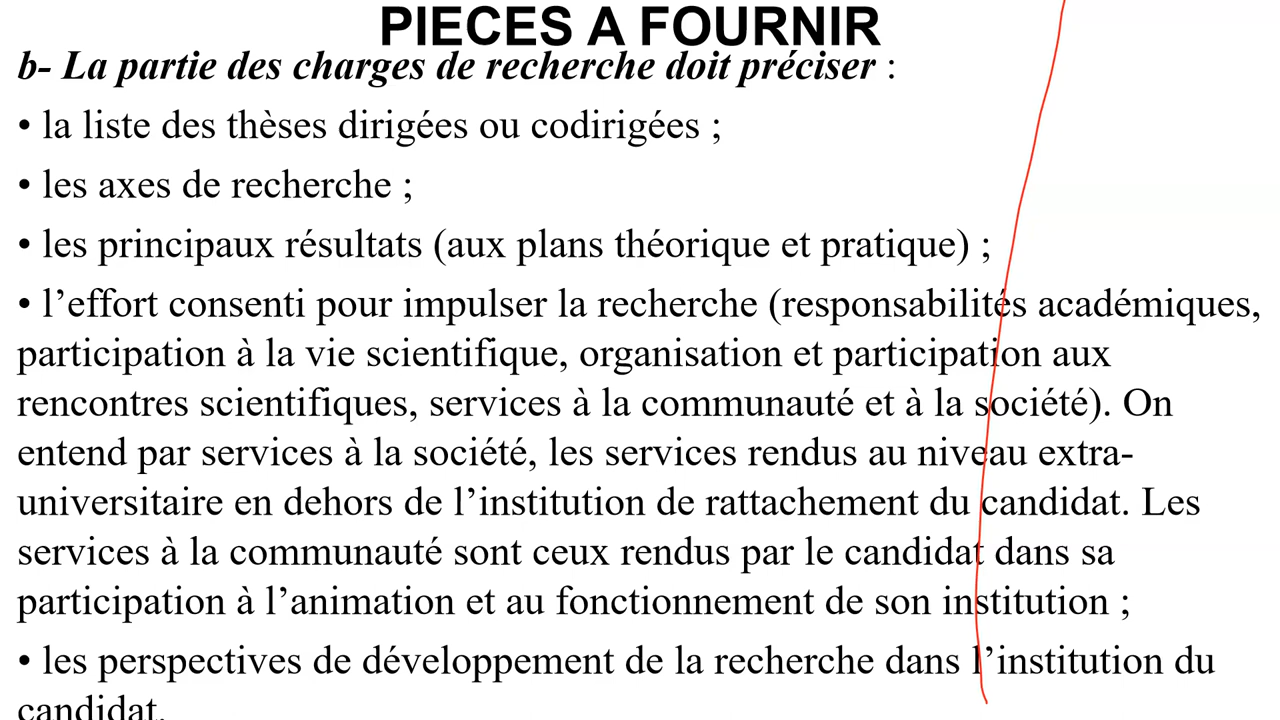 PIECES A FOURNIR
b- La partie des charges de recherche doit préciser :
• la liste des thèses dirigées ou codirigées ;
• les axes de recherche ;
• les principaux résultats (aux plans théorique et pratique) ;
• l’effort consenti pour impulser la recherche (responsabilités académiques,
participation à la vie scientifique, organisation et participation aux
rencontres scientifiques, services à la communauté et à la société). On
entend par services à la société, les services rendus au niveau extra-
universitaire en dehors de l’institution de rattachement du candidat. Les
services à la communauté sont ceux rendus par le candidat dans sa
participation à l’animation et au fonctionnement de son institution ;
• les perspectives de développement de la recherche dans l’institution du
candidat.